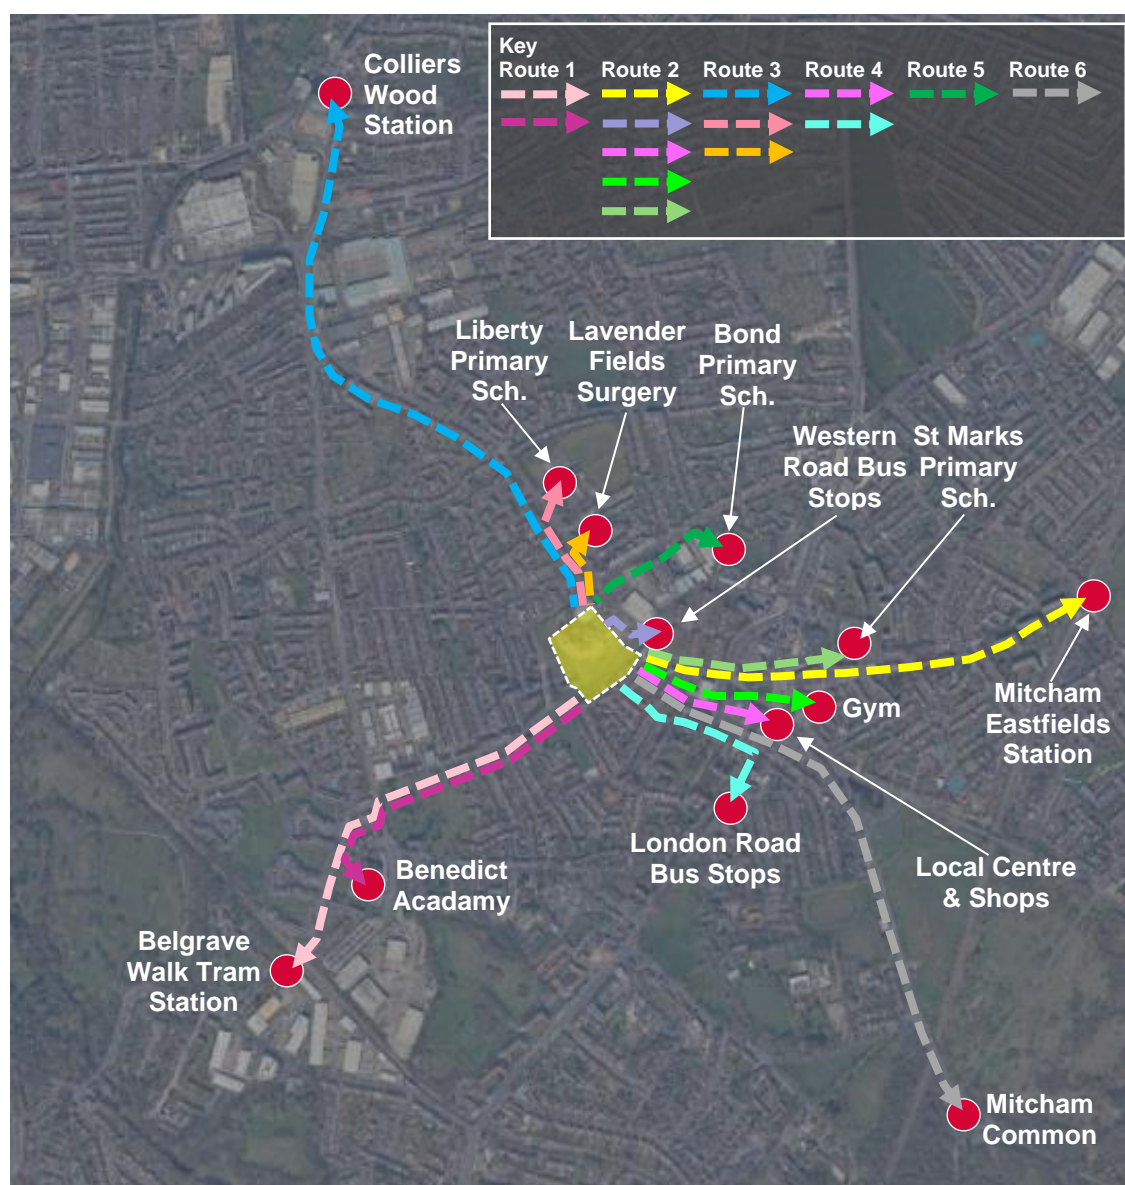 Key
Route 1 Route 2 Route 3 Route 4 Route 5 Route 6
Colliers
Wood
Station
Liberty
Primary
Sch.
Lavender
Fields
Surgery
Bond
Primary
Sch.
Western
Road Bus
Stops
St Marks
Primary
Sch.
Mitcham
Eastfields
Station
Gym
London Road
Bus Stops
Local Centre
& Shops
Benedict
Acadamy
Belgrave
Walk Tram
Station
Mitcham
Common